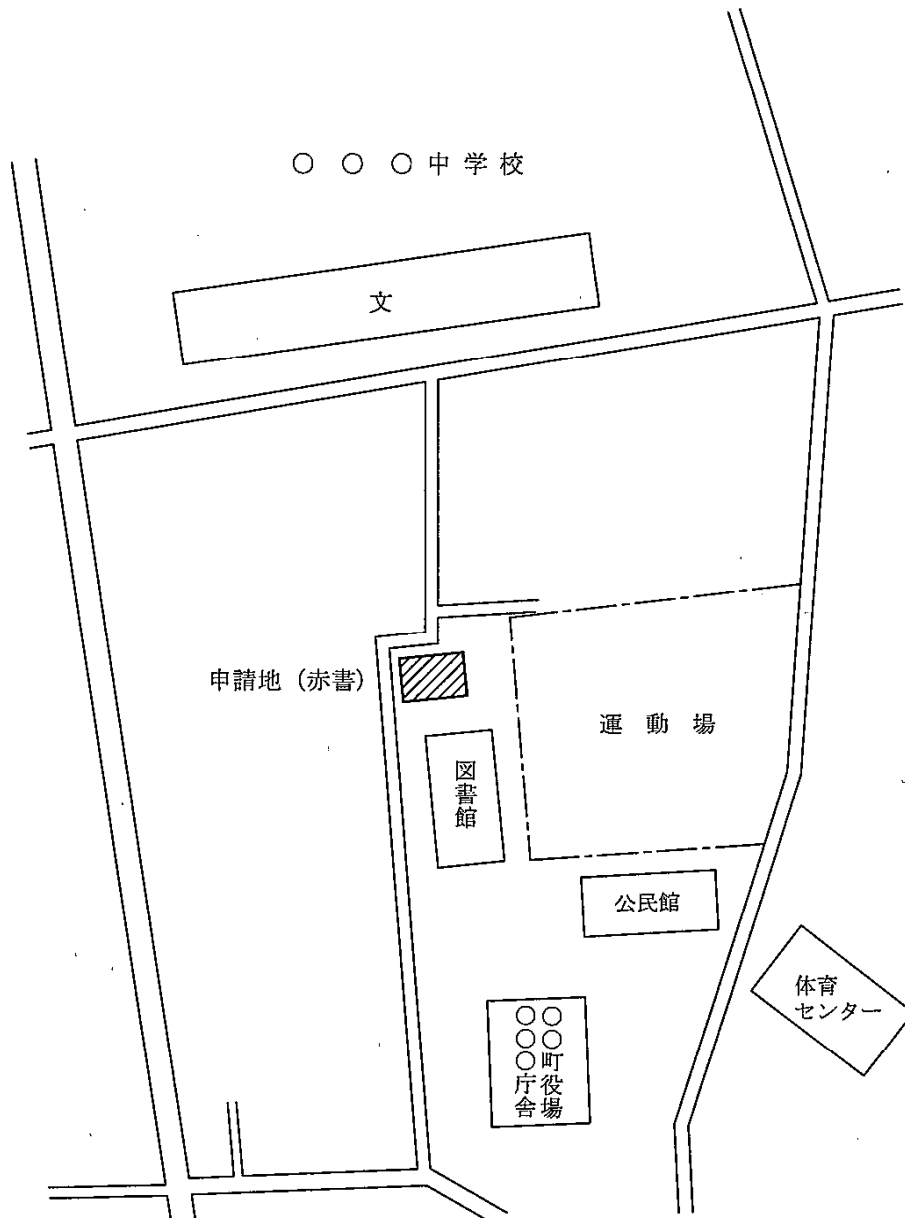 ○ ○ ○ 中 学 校
文
申請地（赤書）
運 動 場
図書館
公民館
体育
センター
○○町役場
○○○庁舎